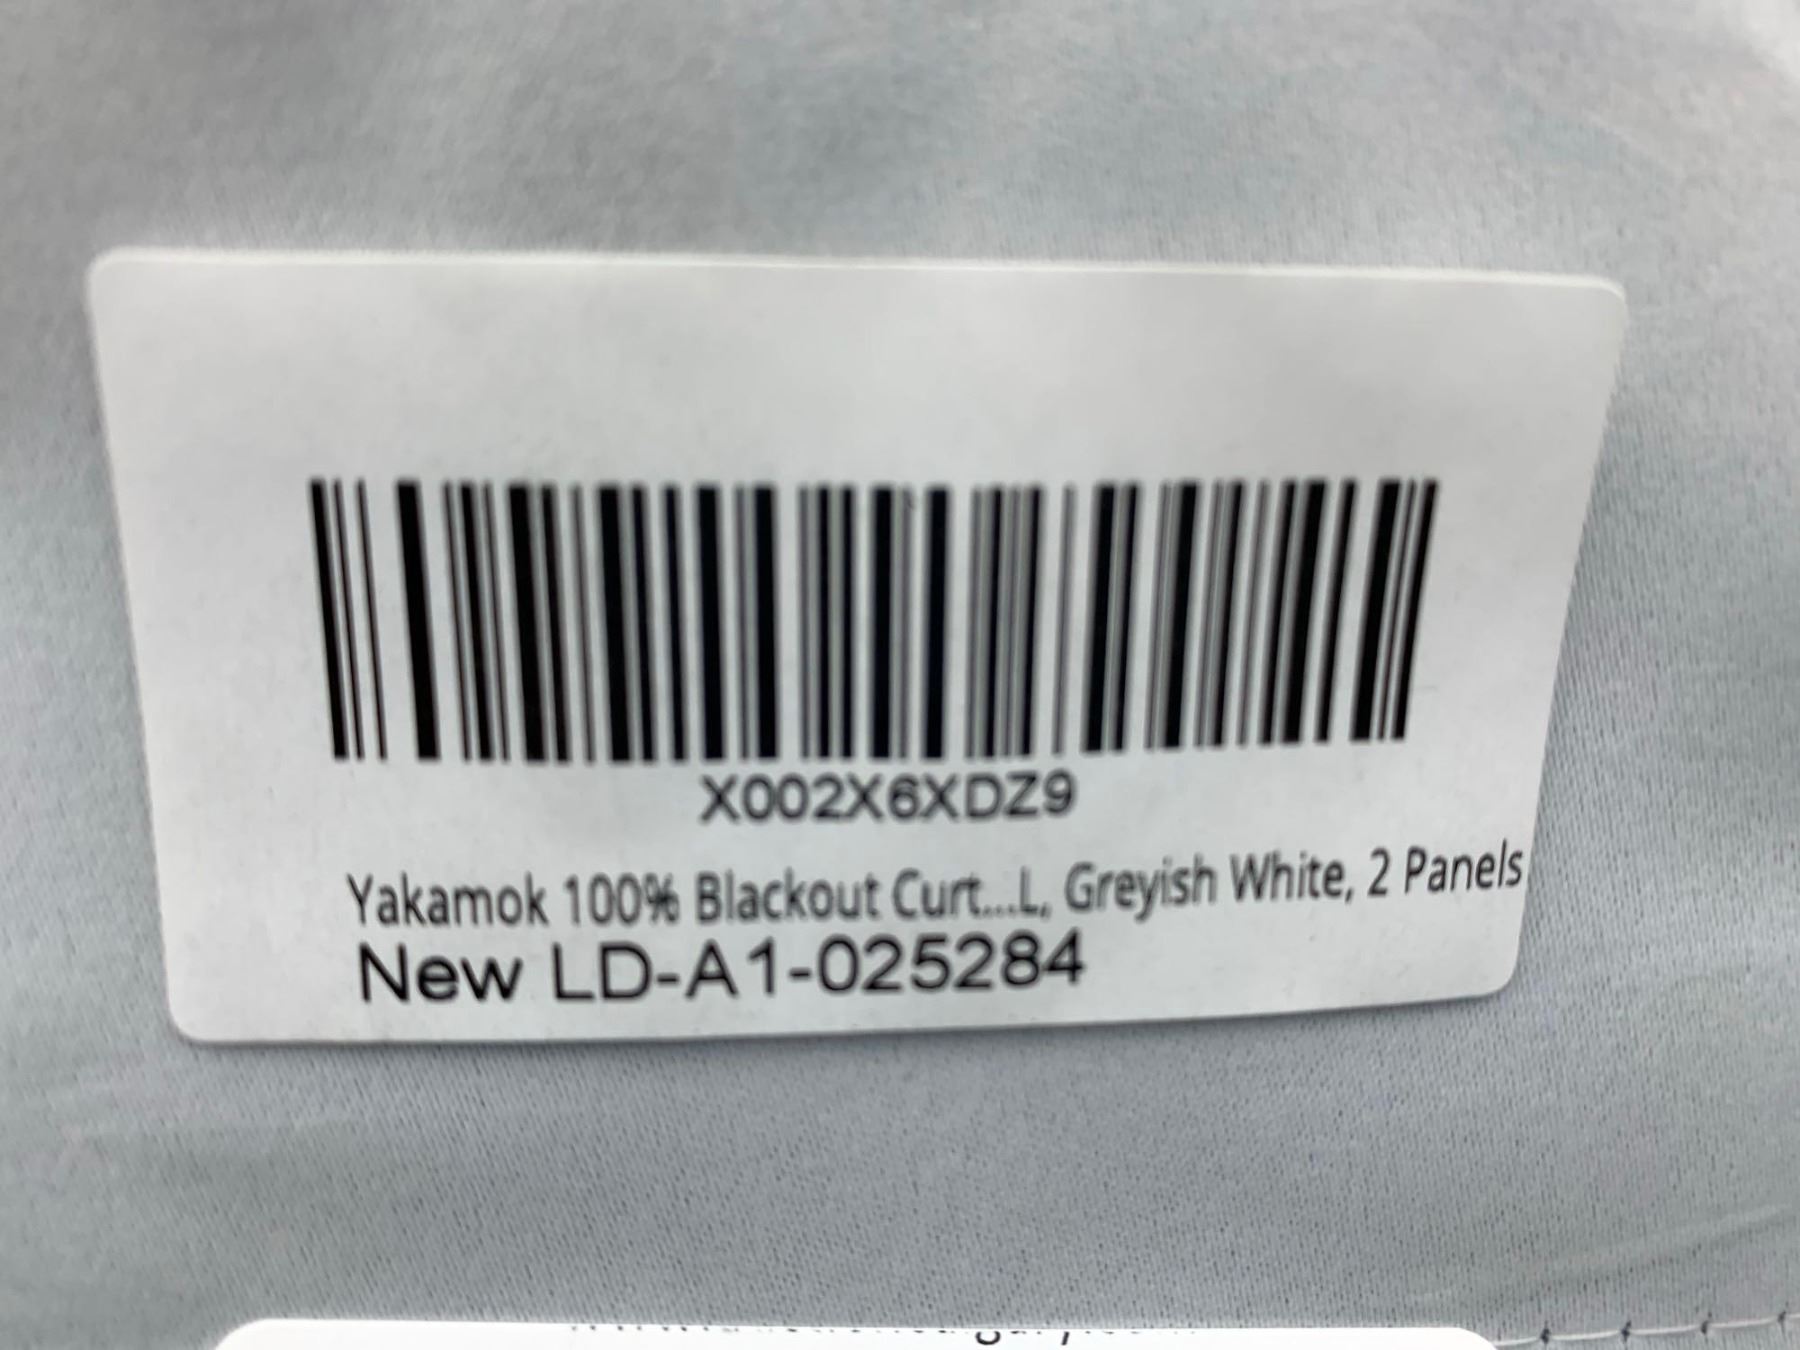 X002X6XDZ9
Yakamok 100% Blackout Curt...L, Greyish White, 2 Panels
New LD-A1-025284